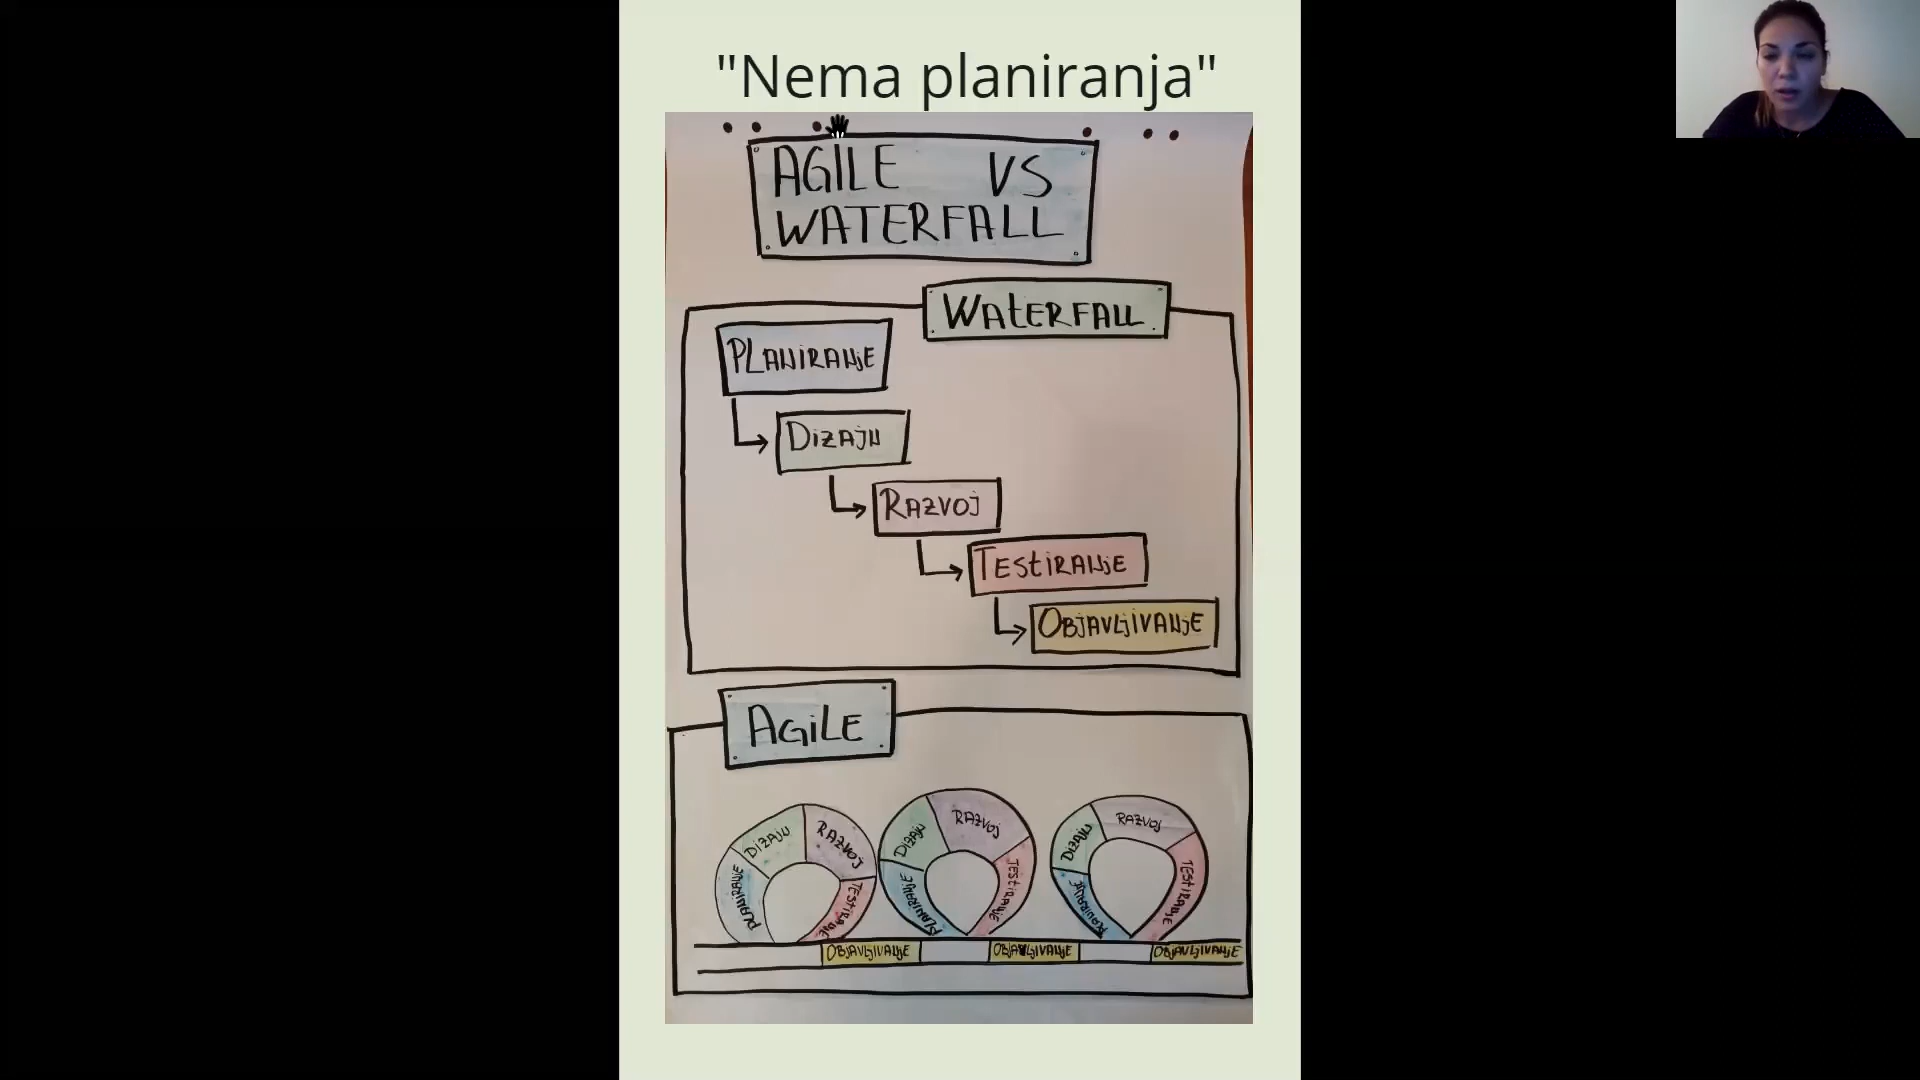 "Nema planiranja"
AGILE VS
WATERFALL
WATERFALL
PLANIRANJE
DIZAJN
RAZVOJ
TESTIRANJE
OBJAVLJIVANJE
AGILE
PLANIRANJE
DIZAJN
RAZVOJ
TESTIRANJE
PLANIRANJE
DIZAJN
RAZVOJ
TESTIRANJE
PLANIRANJE
DIZAJN
RAZVOJ
TESTIRANJE
OBJAVLJIVANJE OBJAVLJIVANJE OBJAVLJIVANJE